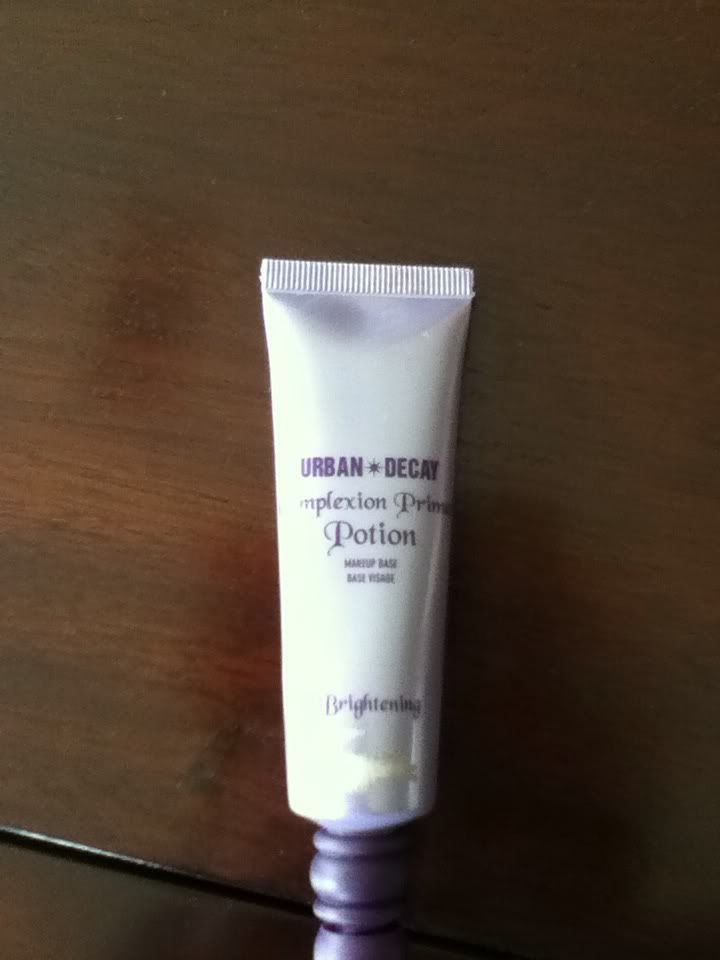 URBAN✴DECAY
mplexion Prim
Potion
MAKEUP BASE
BASE VISAGE
Brightening